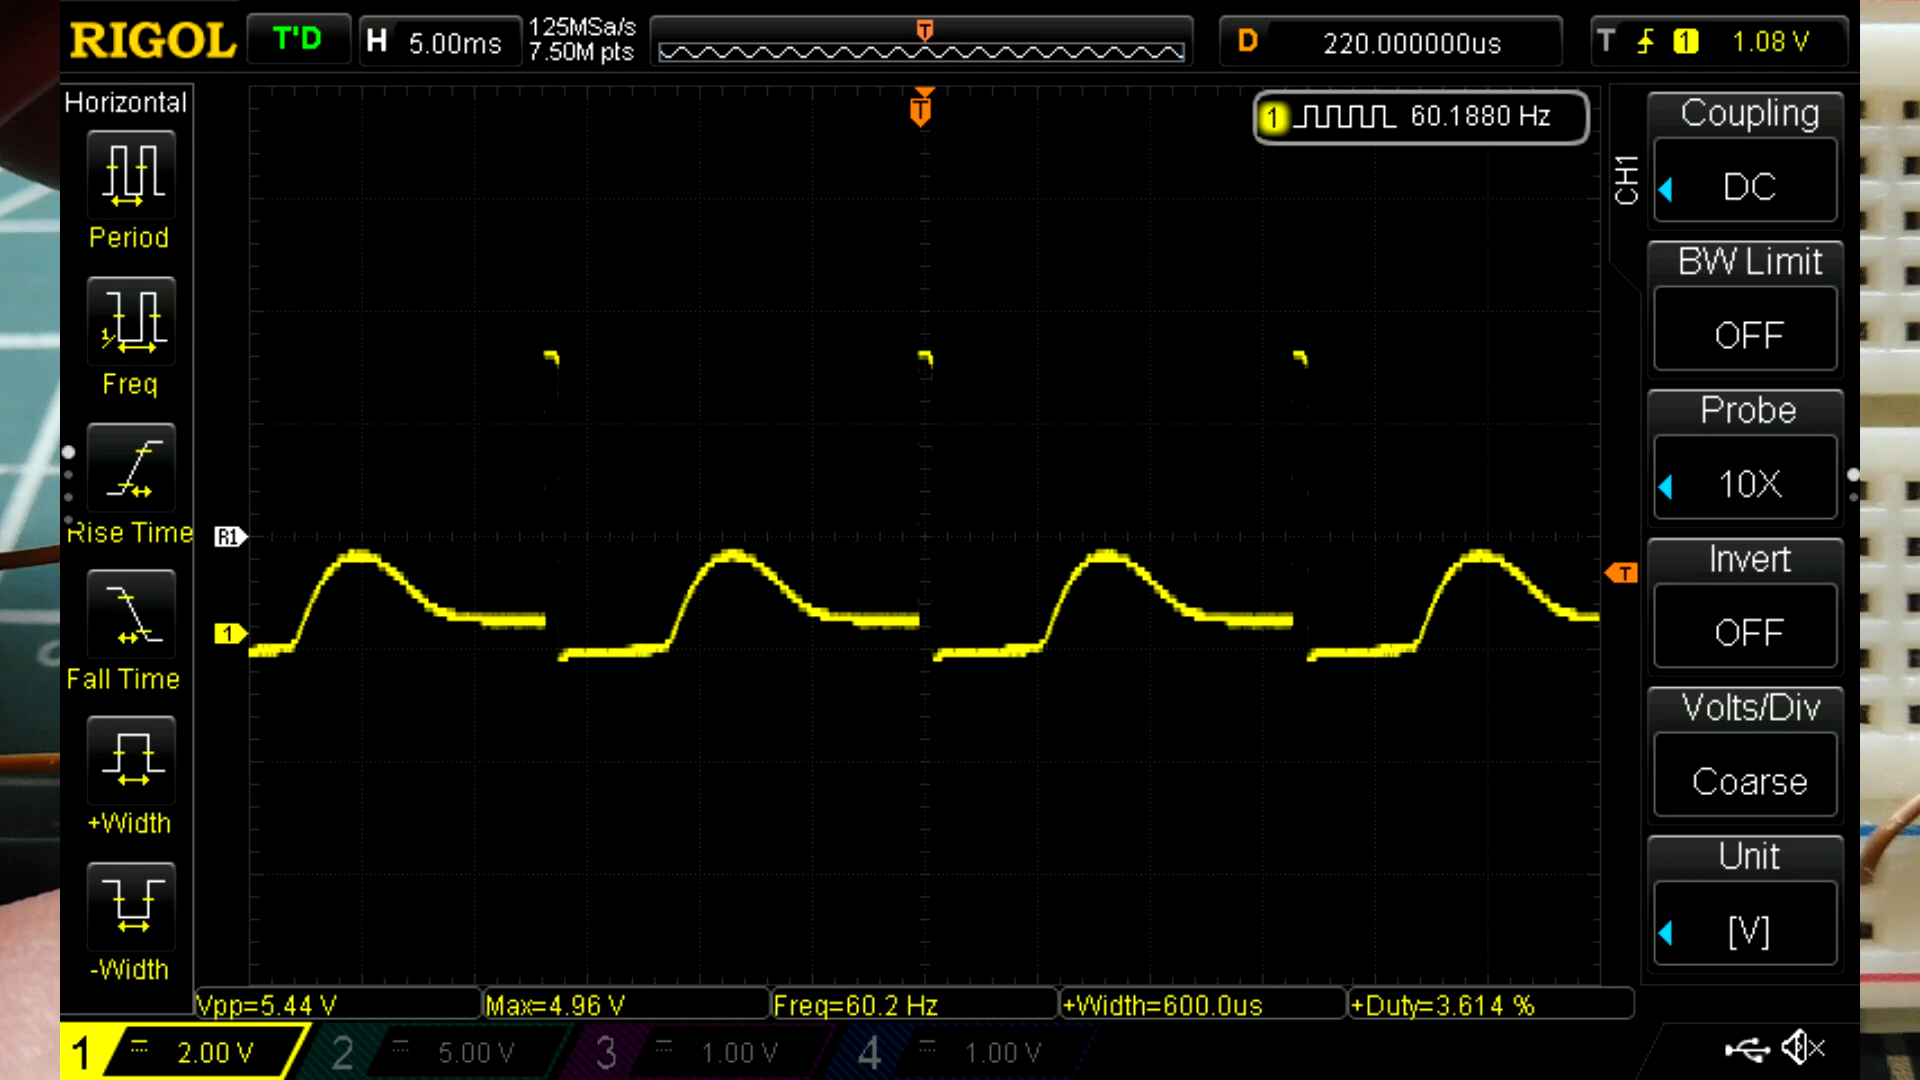 RIGOL T'D H 5.00ms 125MSa/s 7.50M pts T D 220.000000us T 1 1.08 V
Horizontal
Period
1/
Freq
Rise Time
Fall Time
+Width
-Width
T
1 60.1880 Hz
R1
1
T
CH1
Coupling
DC
BW Limit
OFF
Probe
10X
Invert
OFF
Volts/Div
Coarse
Unit
[V]
Vpp=5.44 V Max=4.96 V Freq=60.2 Hz +Width=600.0us +Duty=3.614 %
1 2.00 V 2 5.00 V 3 1.00 V 4 1.00 V